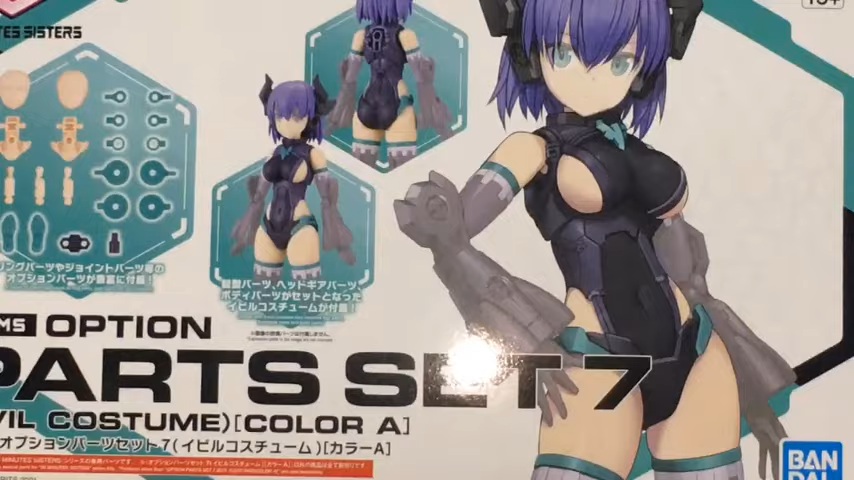 TES SISTERS
リングパーツやジョイントパーツ等の
オプションパーツが豊富に付属！
髪型パーツ、ヘッドギアパーツ、
ボディパーツがセットとなった
イビルコスチュームが付属！
MS OPTION
PARTS SET 7
VIL COSTUME)[COLOR A]
オプションパーツセット7(イビルコスチューム)[カラーA]
BAN
DAI